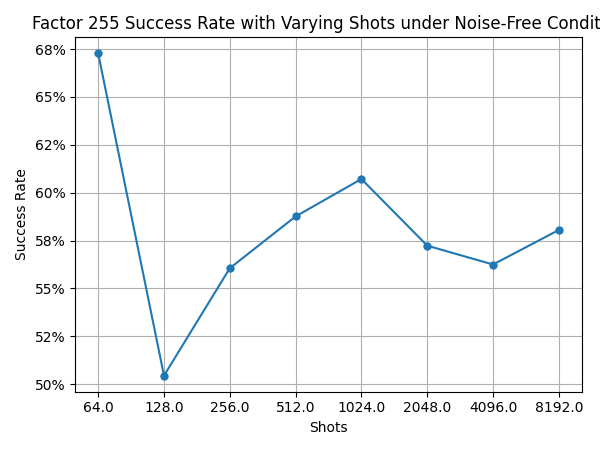 Factor 255 Success Rate with Varying Shots under Noise-Free Condit
68%
65%
62%
60%
58%
55%
52%
50%
Success Rate
64.0 128.0 256.0 512.0 1024.0 2048.0 4096.0 8192.0
Shots